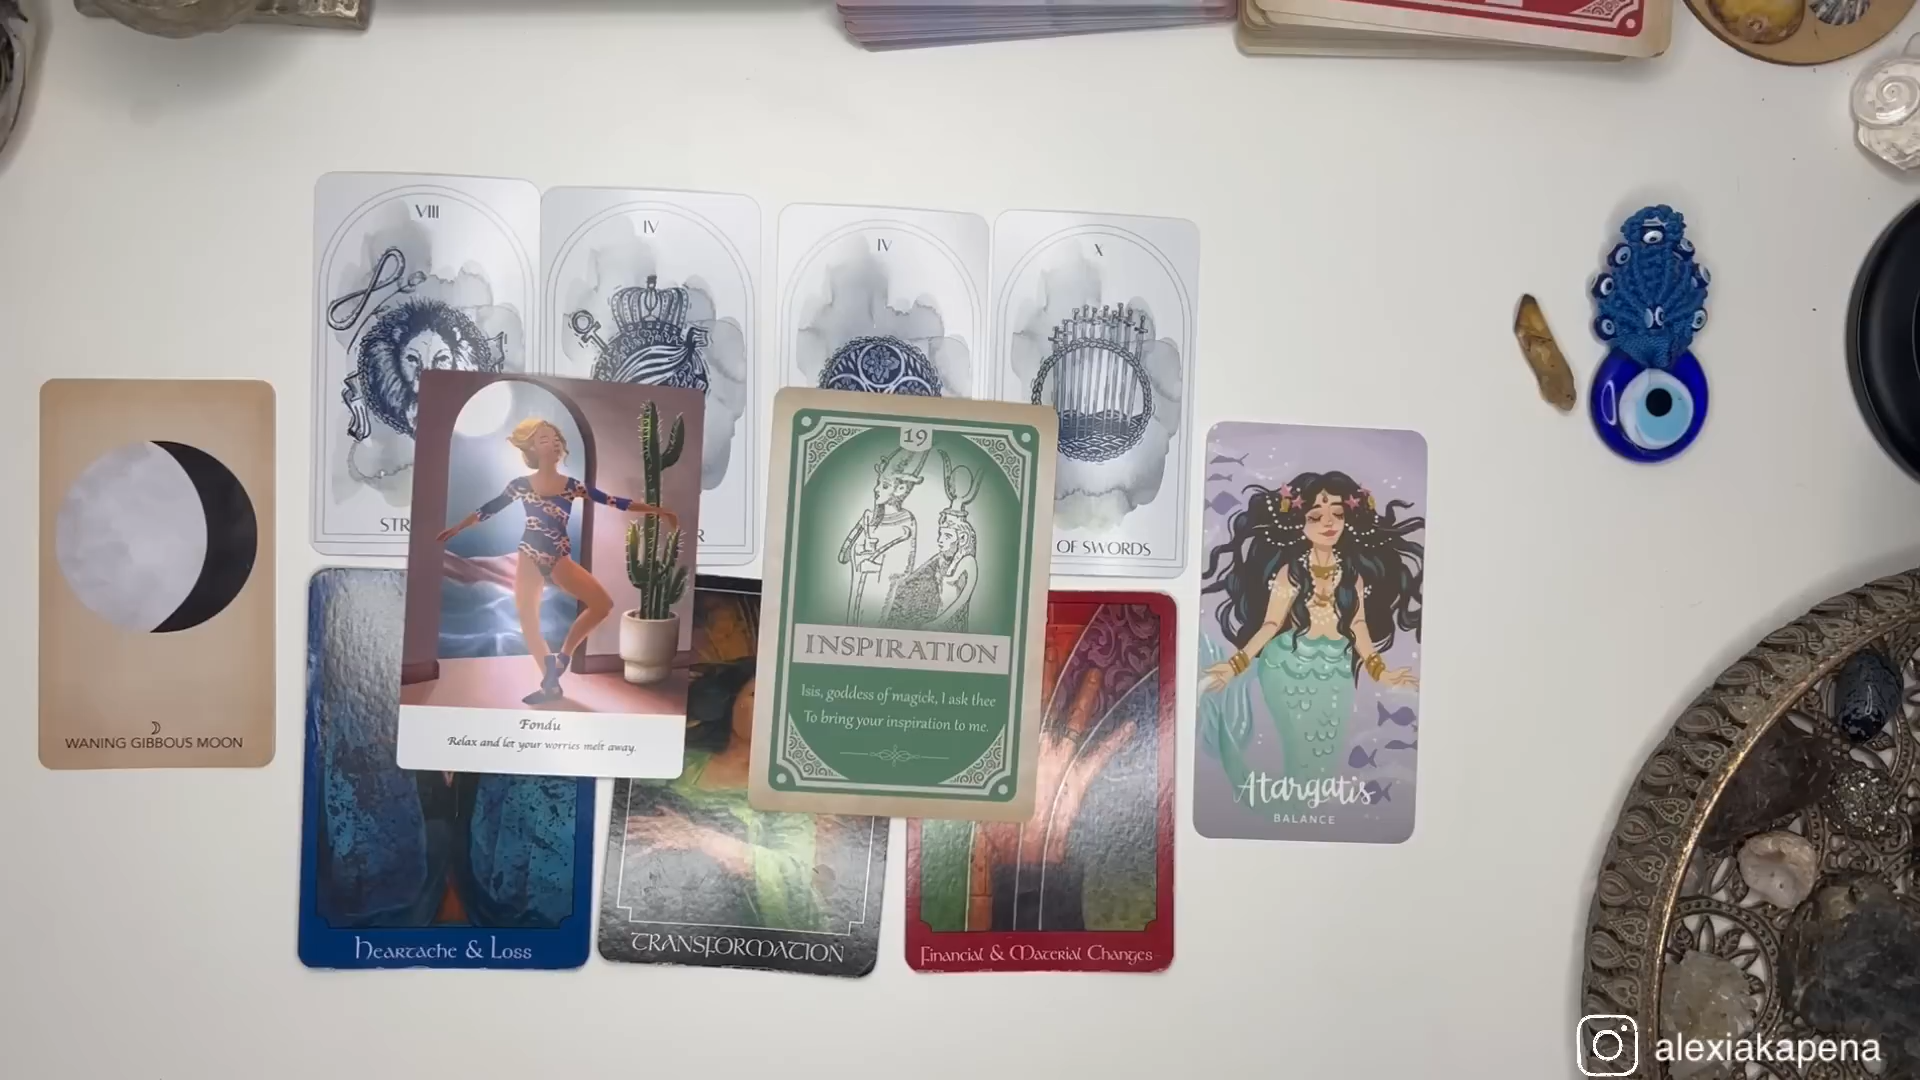 VIII
IV
IV
X
STR
R
OF SWORDS
WANING GIBBOUS MOON
Fondu
Relax and let your worries melt away.
19
INSPIRATION
Isis, goddess of magick, I ask thee
To bring your inspiration to me.
Atargatis
BALANCE
Heartache & Loss
TRANSFORMATION
Financial & Material Changes
alexiakapena